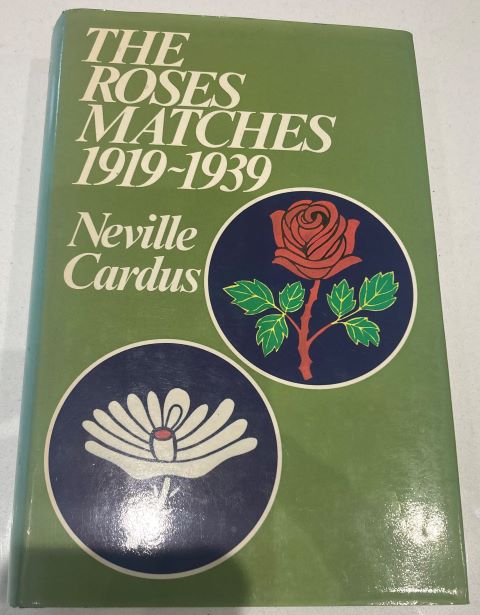 THE
ROSES
MATCHES
1919~1939
Neville
Cardus